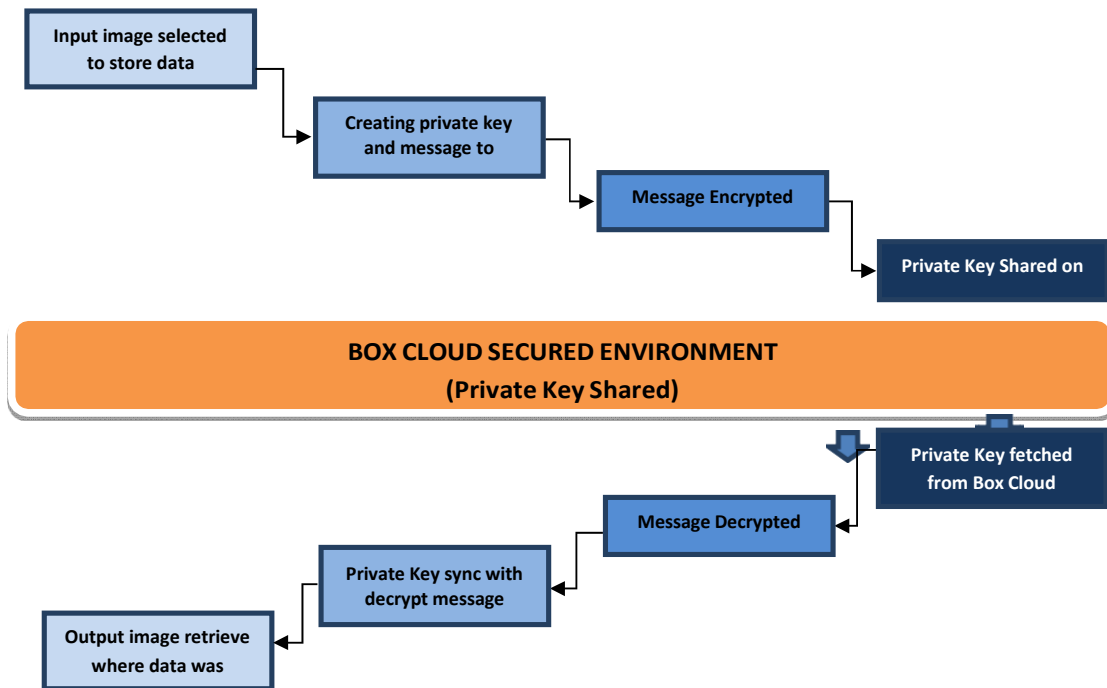 Input image selected
to store data
Creating private key
and message to
Message Encrypted
Private Key Shared on
BOX CLOUD SECURED ENVIRONMENT
(Private Key Shared)
Private Key fetched
from Box Cloud
Message Decrypted
Private Key sync with
decrypt message
Output image retrieve
where data was